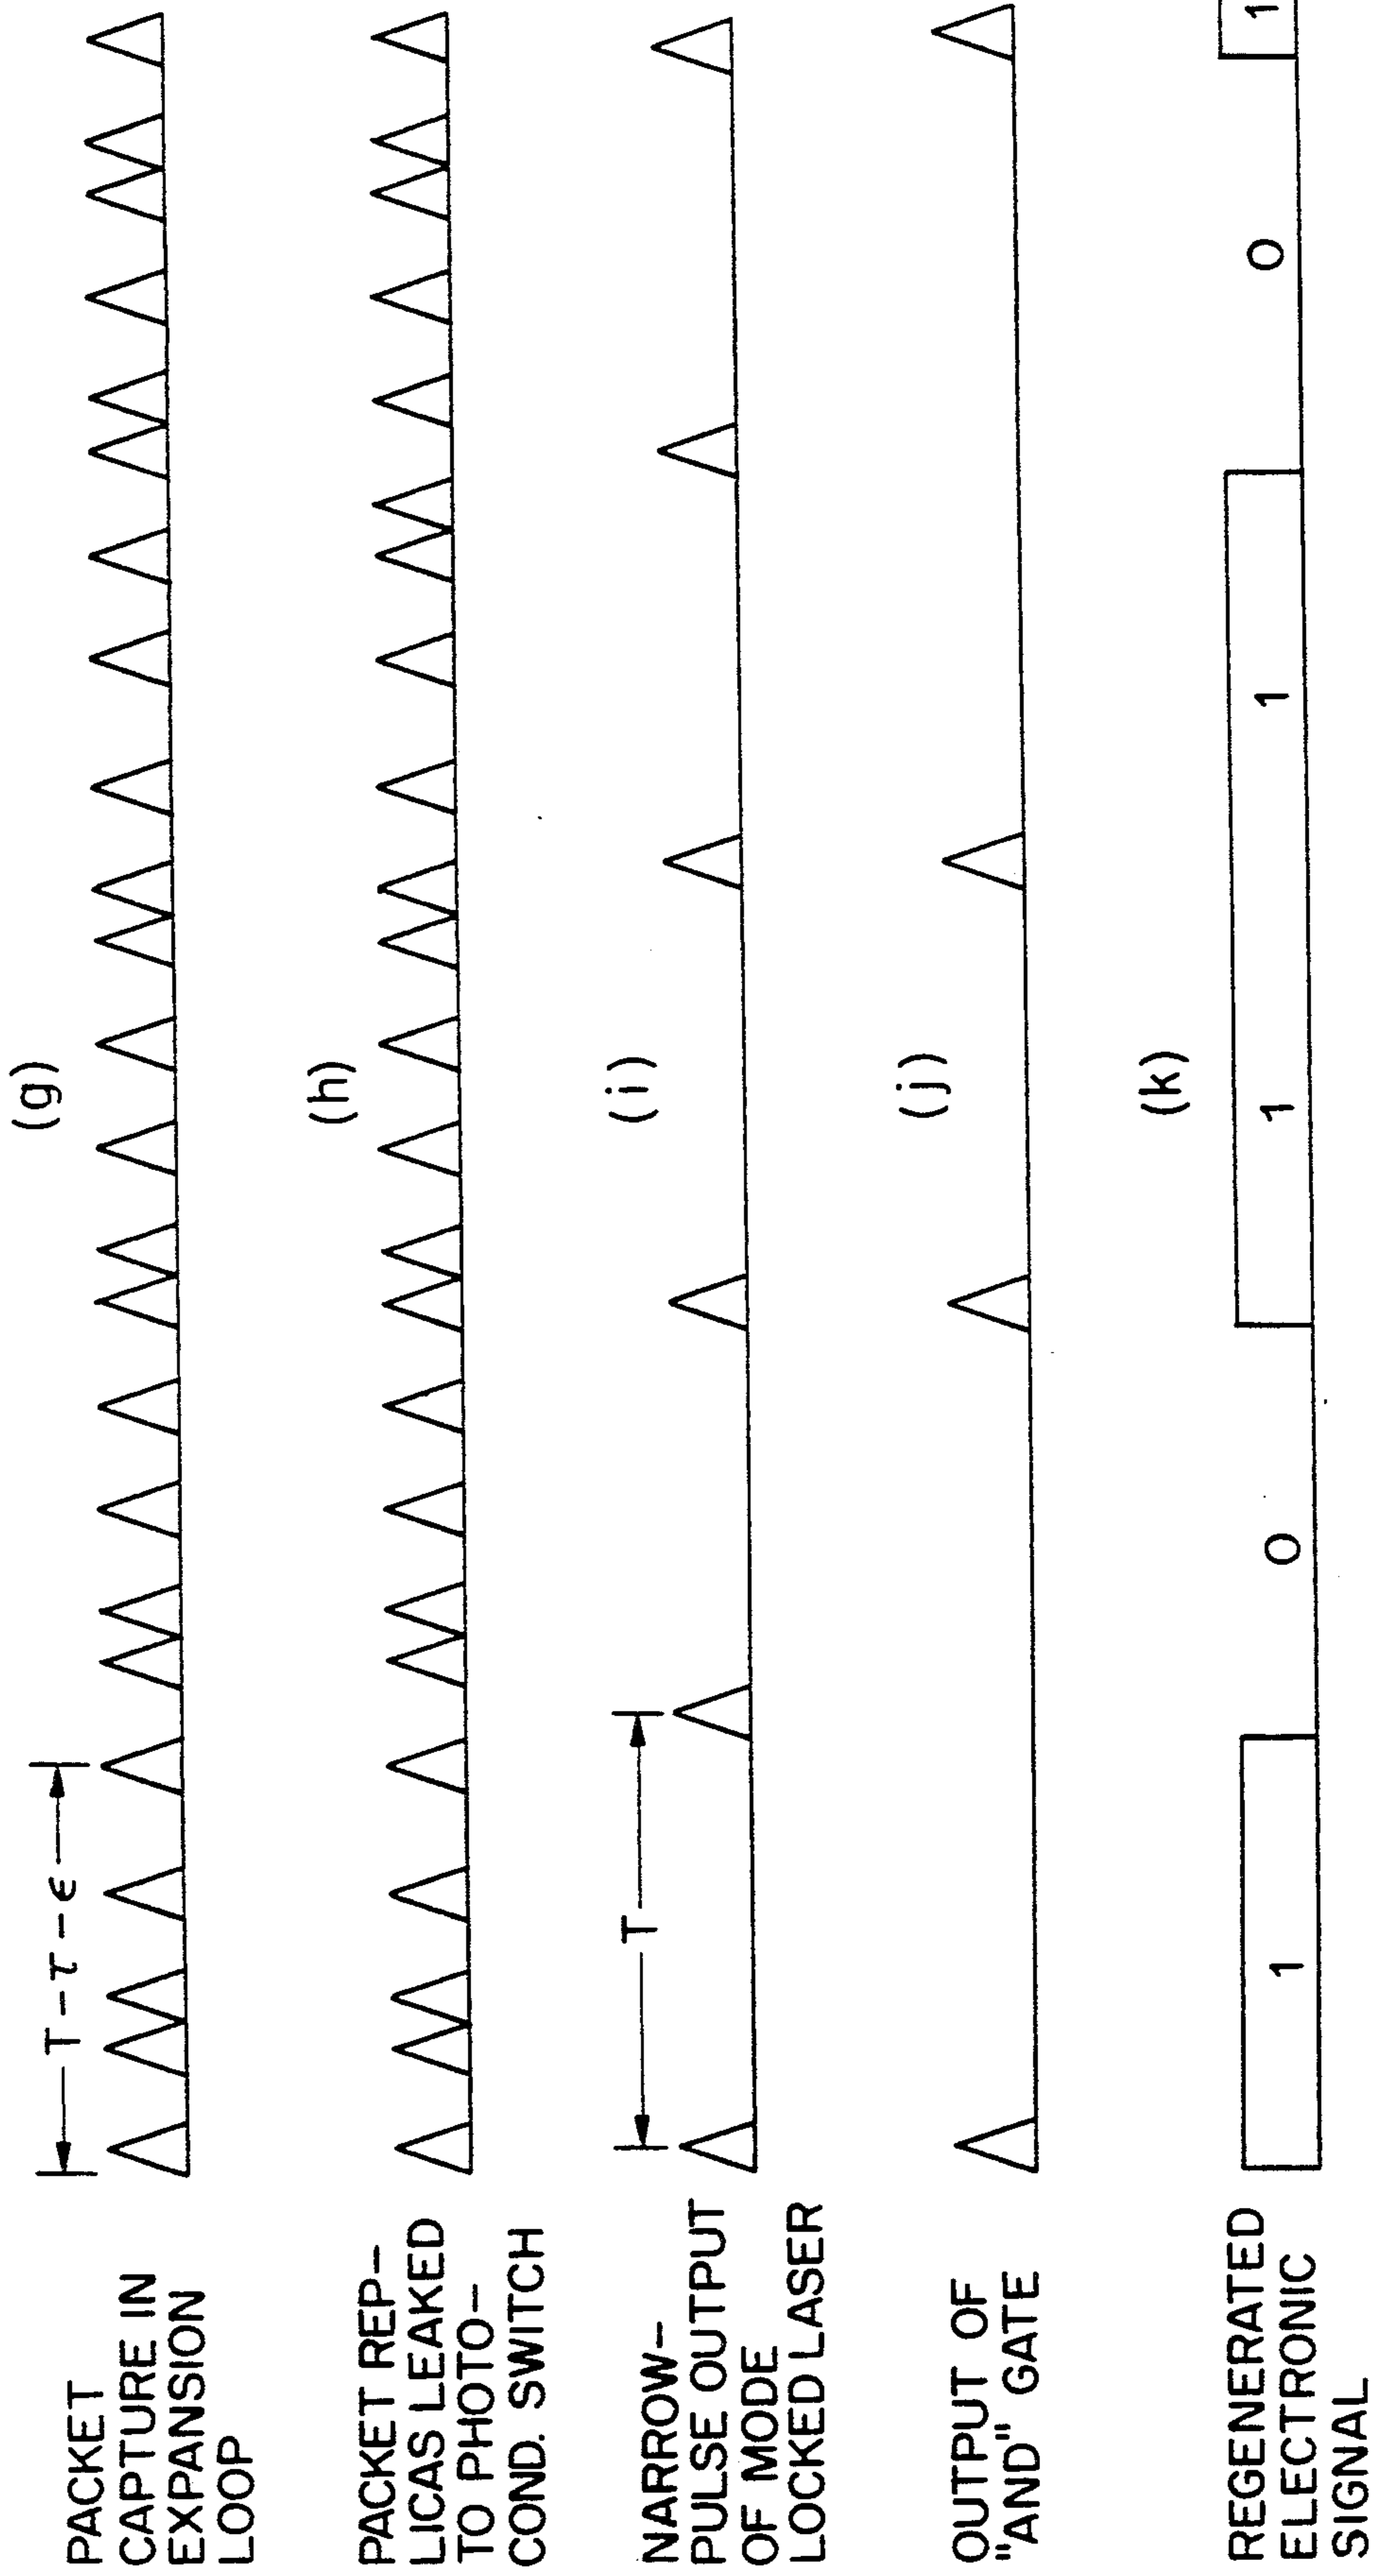 (g)
PACKET
CAPTURE IN
EXPANSION
LOOP
T-τ-ϵ
(h)
PACKET REP-
LICAS LEAKED
TO PHOTO-
COND. SWITCH
(i)
NARROW-
PULSE OUTPUT
OF MODE
LOCKED LASER
T
(j)
OUTPUT OF
"AND" GATE
(k)
REGENERATED
ELECTRONIC
SIGNAL
1 0 1 1 0 1